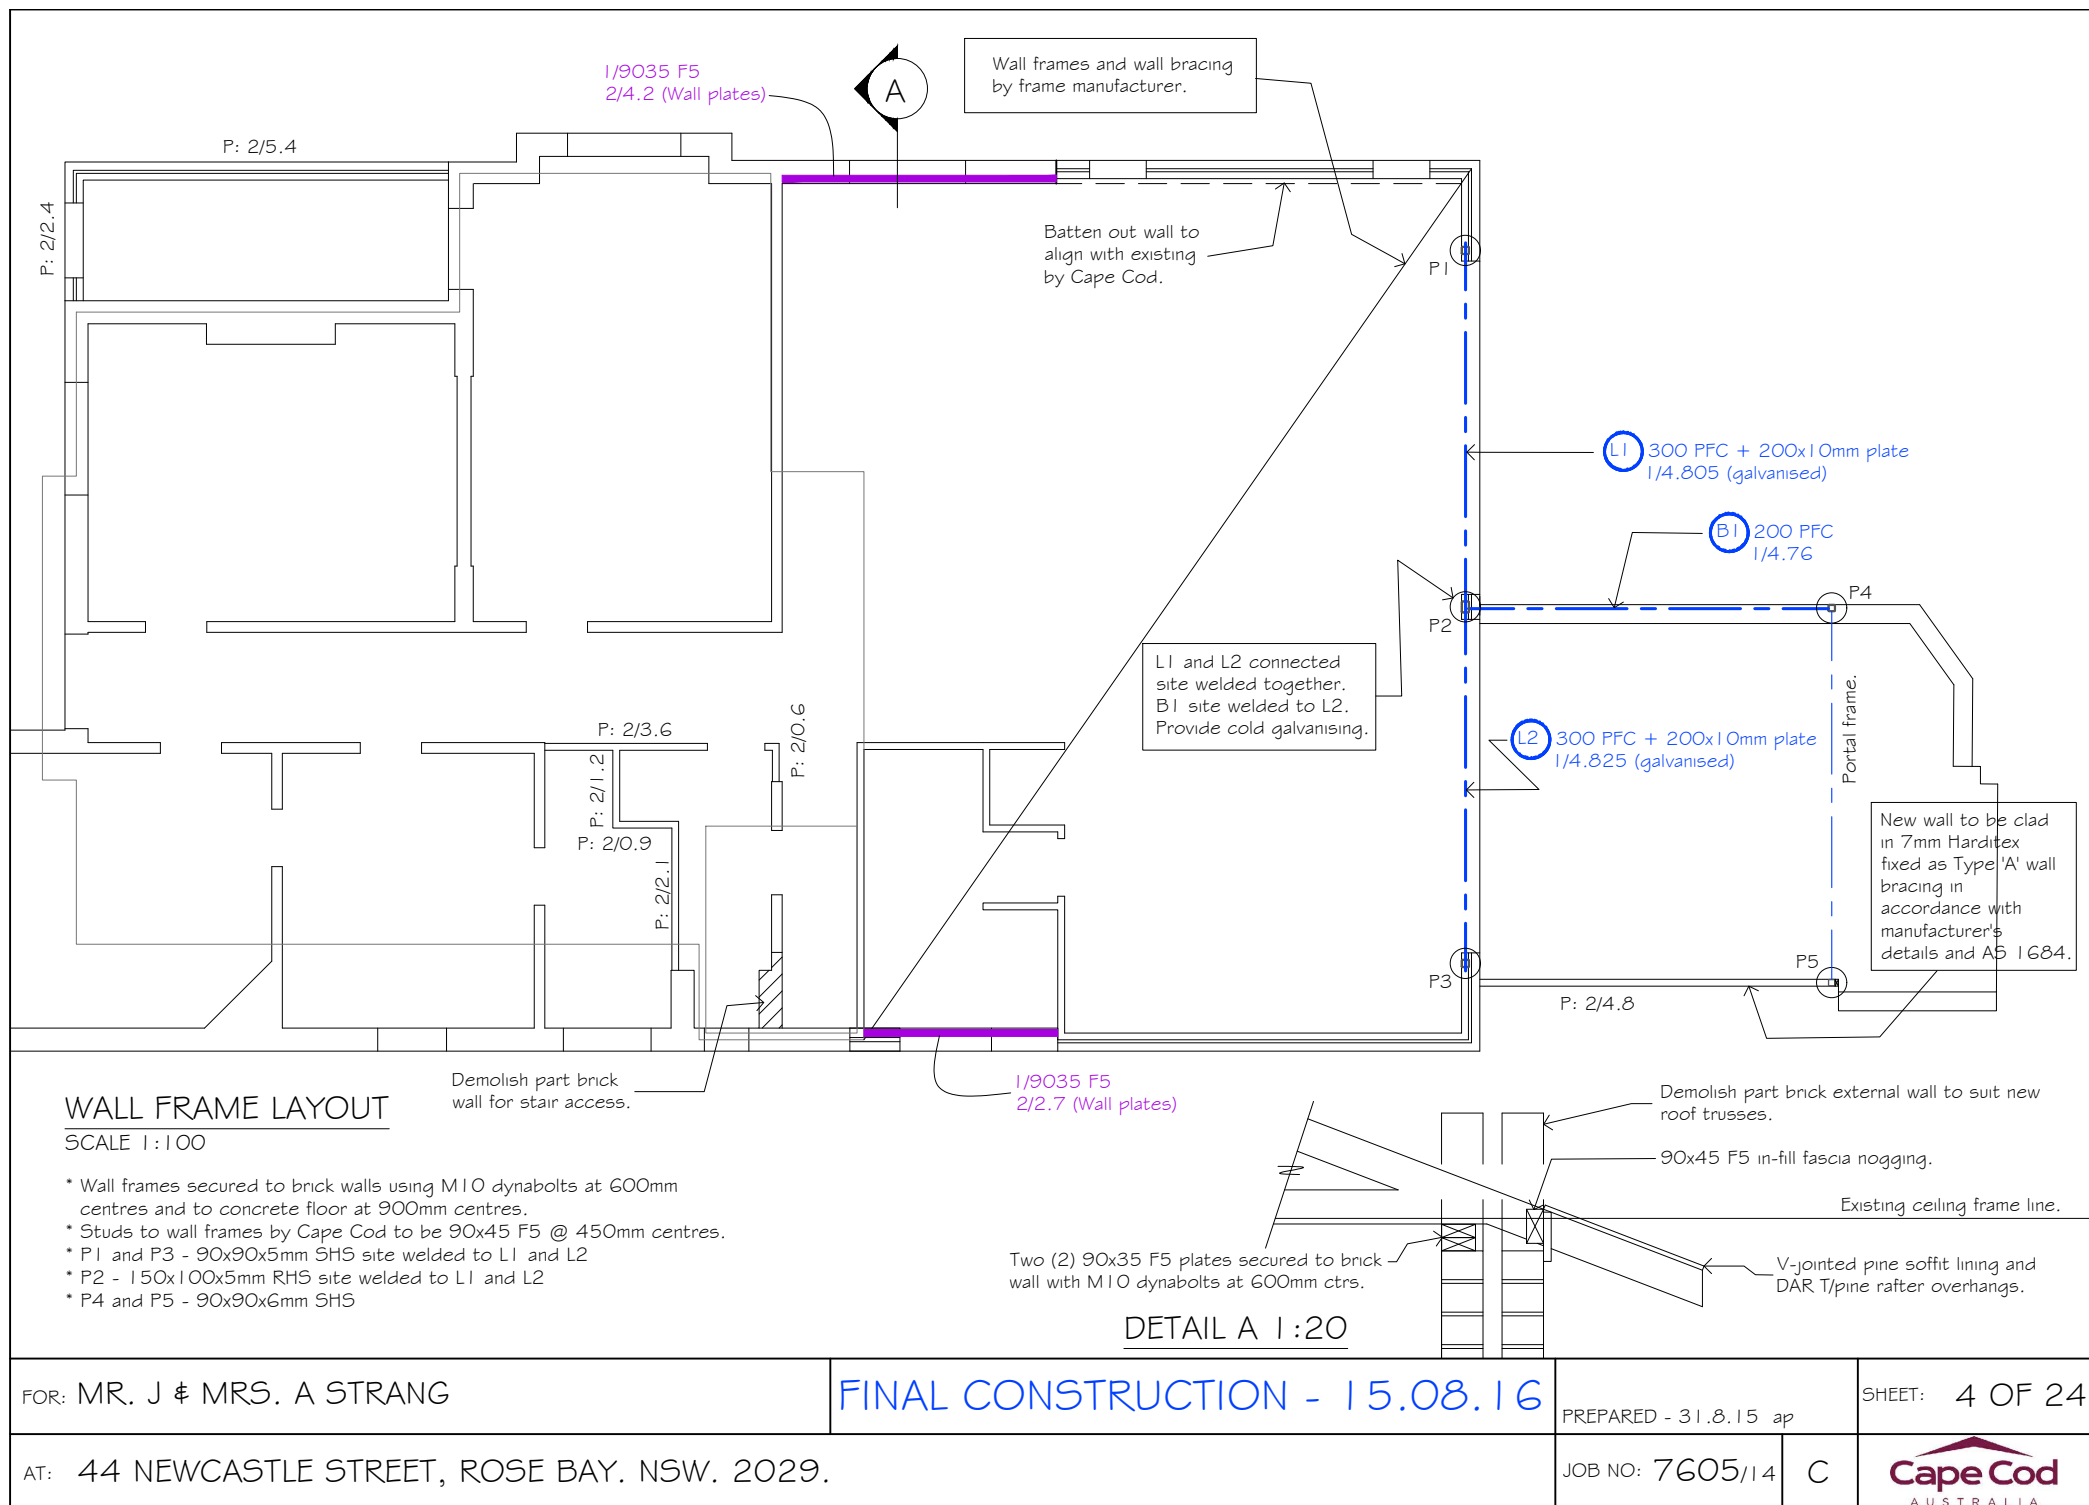 1/9035 F5
2/4.2 (Wall plates)
A
Wall frames and wall bracing
by frame manufacturer.
P: 2/5.4
P: 2/2.4
Batten out wall to
align with existing
by Cape Cod.
P1
L1 300 PFC + 200x10mm plate
1/4.805 (galvanised)
B1 200 PFC
1/4.76
P4
P2
L1 and L2 connected
site welded together.
B1 site welded to L2.
Provide cold galvanising.
Portal frame.
L2 300 PFC + 200x10mm plate
1/4.825 (galvanised)
P: 2/3.6
P: 2/0.6
P: 2/1.2
P: 2/0.9
P: 2/2.1
New wall to be clad
in 7mm Harditex
fixed as Type 'A' wall
bracing in
accordance with
manufacturer's
details and AS 1684.
P3
P5
P: 2/4.8
Demolish part brick
wall for stair access.
1/9035 F5
2/2.7 (Wall plates)
WALL FRAME LAYOUT
SCALE 1:100
* Wall frames secured to brick walls using M10 dynabolts at 600mm
centres and to concrete floor at 900mm centres.
* Studs to wall frames by Cape Cod to be 90x45 F5 @ 450mm centres.
* P1 and P3 - 90x90x5mm SHS site welded to L1 and L2
* P2 - 150x100x5mm RHS site welded to L1 and L2
* P4 and P5 - 90x90x6mm SHS
Demolish part brick external wall to suit new
roof trusses.
90x45 F5 in-fill fascia nogging.
Existing ceiling frame line.
Two (2) 90x35 F5 plates secured to brick
wall with M10 dynabolts at 600mm ctrs.
V-jointed pine soffit lining and
DAR T/pine rafter overhangs.
DETAIL A 1:20
FOR: MR. J & MRS. A STRANG
FINAL CONSTRUCTION - 15.08.16
PREPARED - 31.8.15 ap
SHEET: 4 OF 24
AT: 44 NEWCASTLE STREET, ROSE BAY. NSW. 2029.
JOB NO: 7605/14
C
Cape Cod
AUSTRALIA